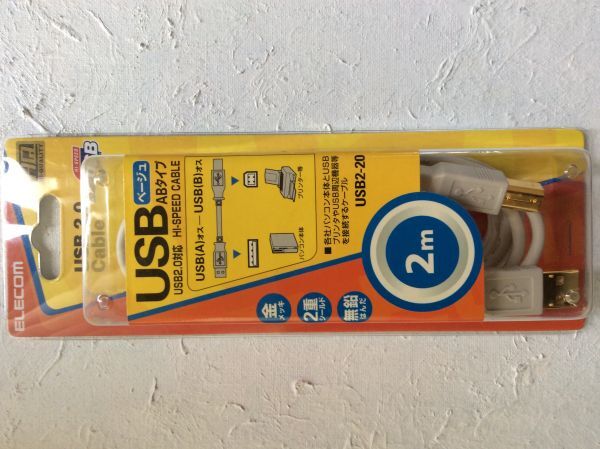 ELECOM
USB 2.0
Cable
USB
ベージュ
ABタイプ
USB2.0対応 HI-SPEED CABLE
USB(A)オス — USB(B)オス
パソコン本体
プリンター等
■各社パソコン本体とUSB
プリンタやUSB周辺機器等
を接続するケーブル
USB2-20
金
メッキ
2重
シールド
無鉛
はんだ
2m